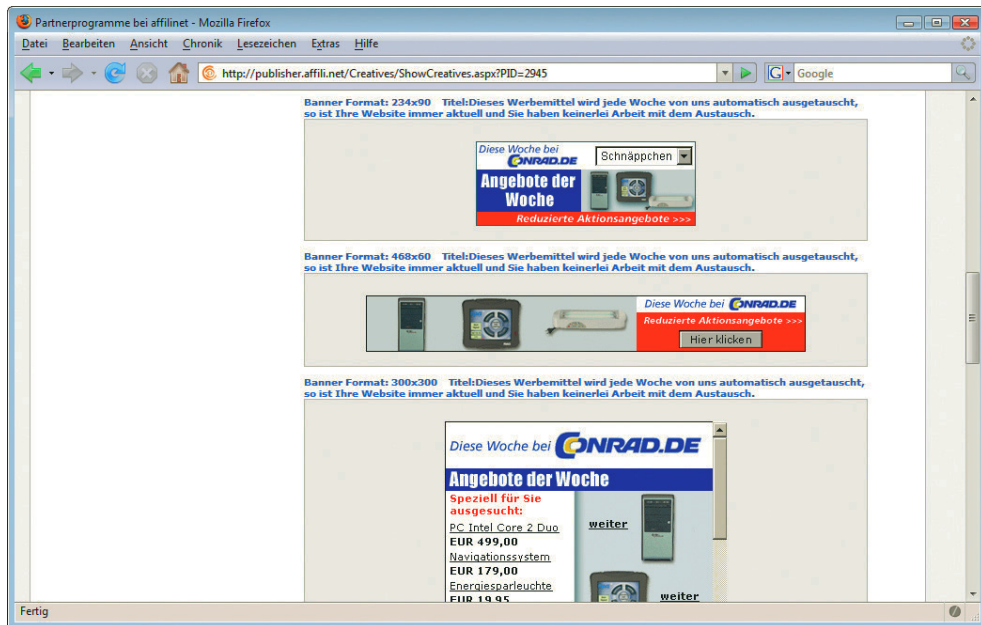 Partnerprogramme bei affilinet - Mozilla Firefox
Datei Bearbeiten Ansicht Chronik Lesezeichen Extras Hilfe
http://publisher.affili.net/Creatives/ShowCreatives.aspx?PID=2945
G Google
Banner Format: 234x90 Titel:Dieses Werbemittel wird jede Woche von uns automatisch ausgetauscht,
so ist Ihre Website immer aktuell und Sie haben keinerlei Arbeit mit dem Austausch.
Diese Woche bei
CONRAD.DE
Schnäppchen
Angebote der
Woche
Reduzierte Aktionsangebote >>>
Banner Format: 468x60 Titel:Dieses Werbemittel wird jede Woche von uns automatisch ausgetauscht,
so ist Ihre Website immer aktuell und Sie haben keinerlei Arbeit mit dem Austausch.
Diese Woche bei CONRAD.DE
Reduzierte Aktionsangebote >>>
Hier klicken
Banner Format: 300x300 Titel:Dieses Werbemittel wird jede Woche von uns automatisch ausgetauscht,
so ist Ihre Website immer aktuell und Sie haben keinerlei Arbeit mit dem Austausch.
Diese Woche bei CONRAD.DE
Angebote der Woche
Speziell für Sie
ausgesucht:
PC Intel Core 2 Duo
EUR 499,00
weiter
Navigationssystem
EUR 179,00
Energiesparleuchte
EUR 19,95
weiter
Fertig